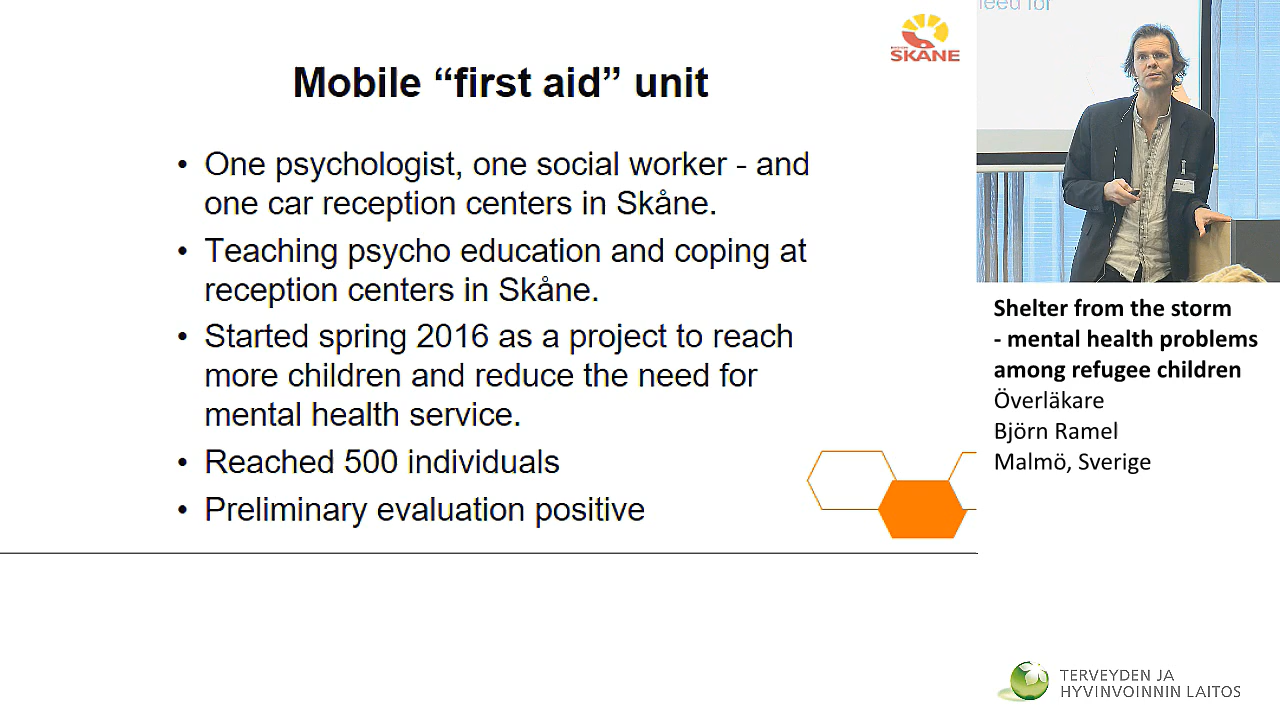 SKÅNE
Mobile “first aid” unit
• One psychologist, one social worker - and
one car reception centers in Skåne.
• Teaching psycho education and coping at
reception centers in Skåne.
• Started spring 2016 as a project to reach
more children and reduce the need for
mental health service.
• Reached 500 individuals
• Preliminary evaluation positive
need for
Shelter from the storm
- mental health problems
among refugee children
Överläkare
Björn Ramel
Malmö, Sverige
TERVEYDEN JA
HYVINVOINNIN LAITOS